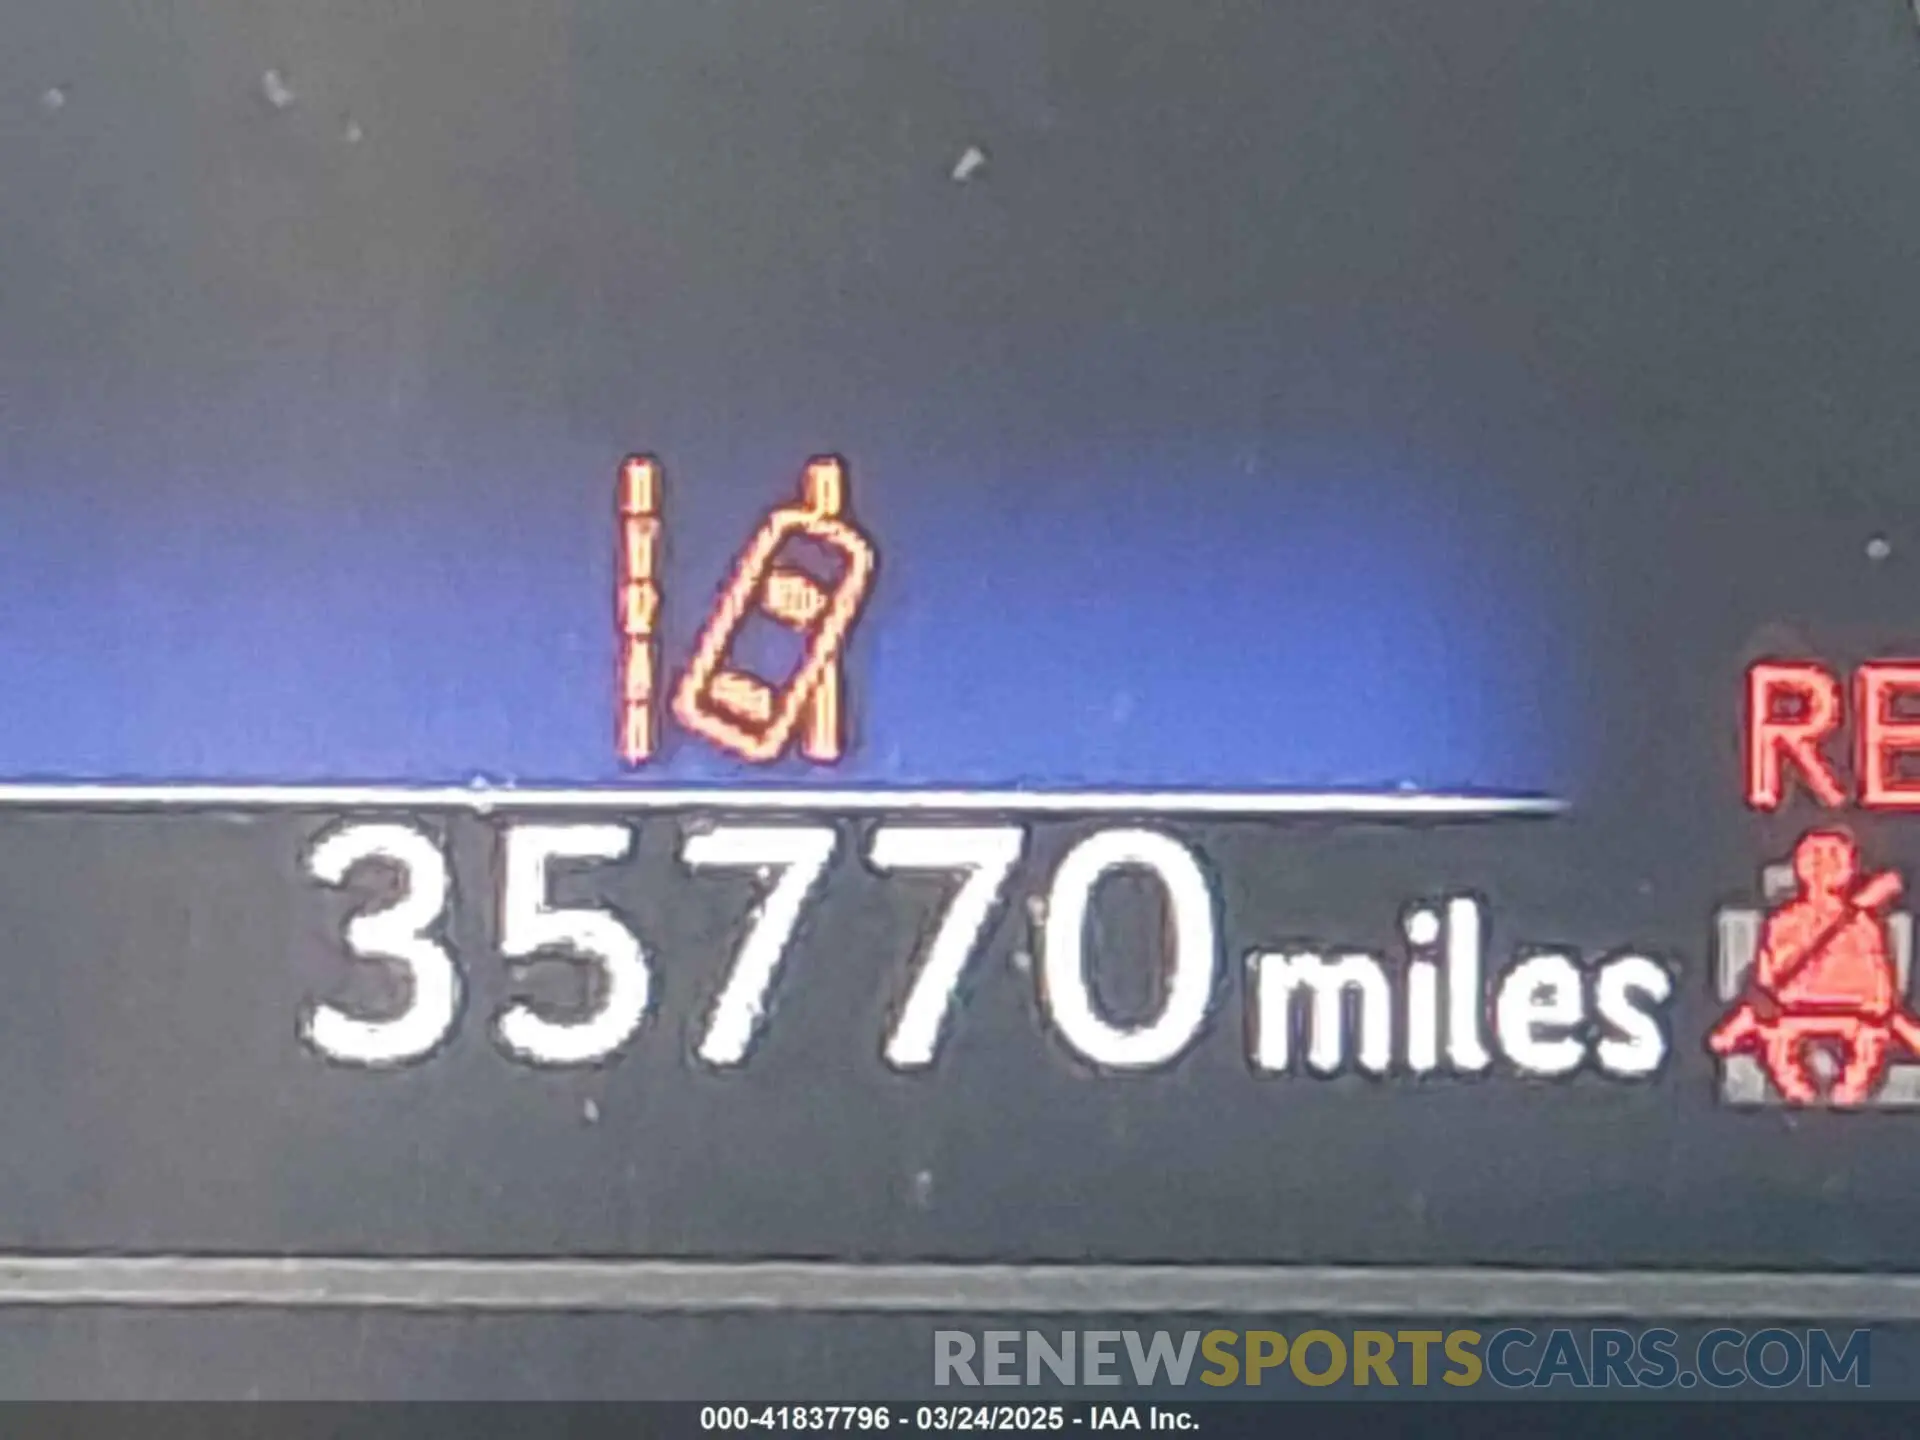 RE
35770 miles
RENEWSPORTSCARS.COM
000-41837796 - 03/24/2025 - IAA Inc.